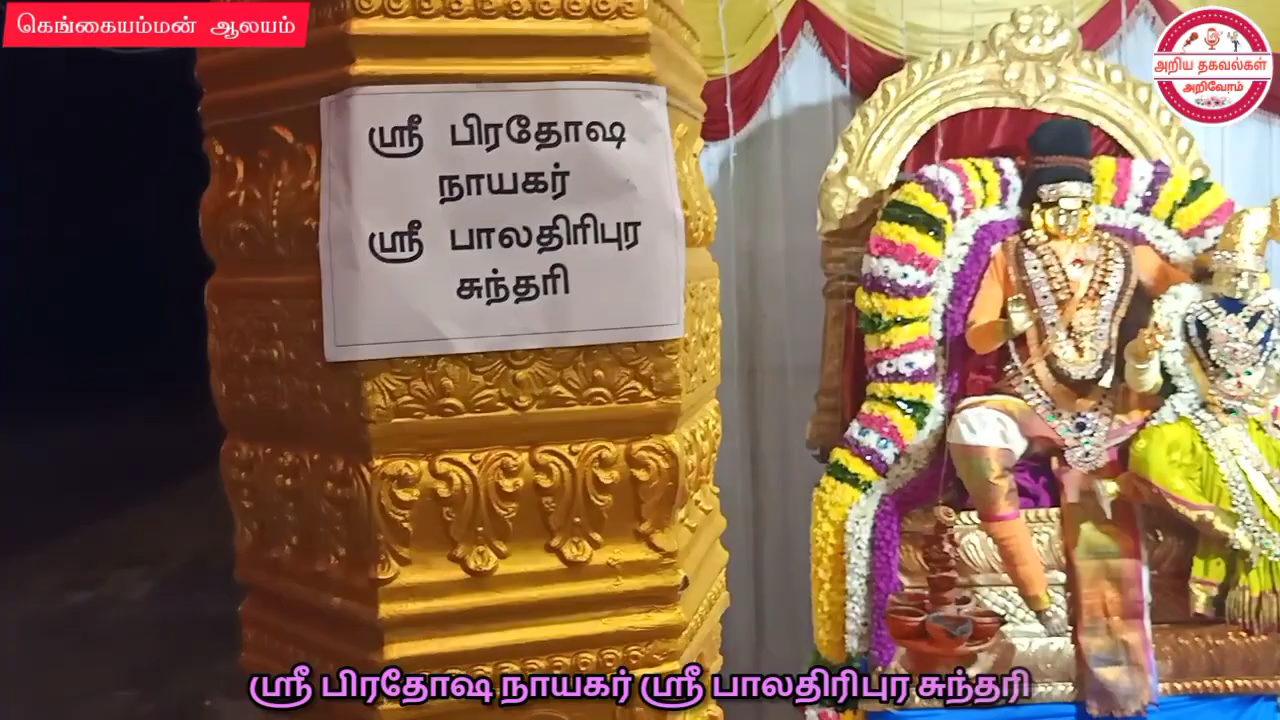 கெங்கையம்மன் ஆலயம்
அறிய தகவல்கள்
அறிவோம்
ஸ்ரீ பிரதோஷ
நாயகர்
ஸ்ரீ பாலதிரிபுர
சுந்தரி
ஸ்ரீ பிரதோஷ நாயகர் ஸ்ரீ பாலதிரிபுர சுந்தரி